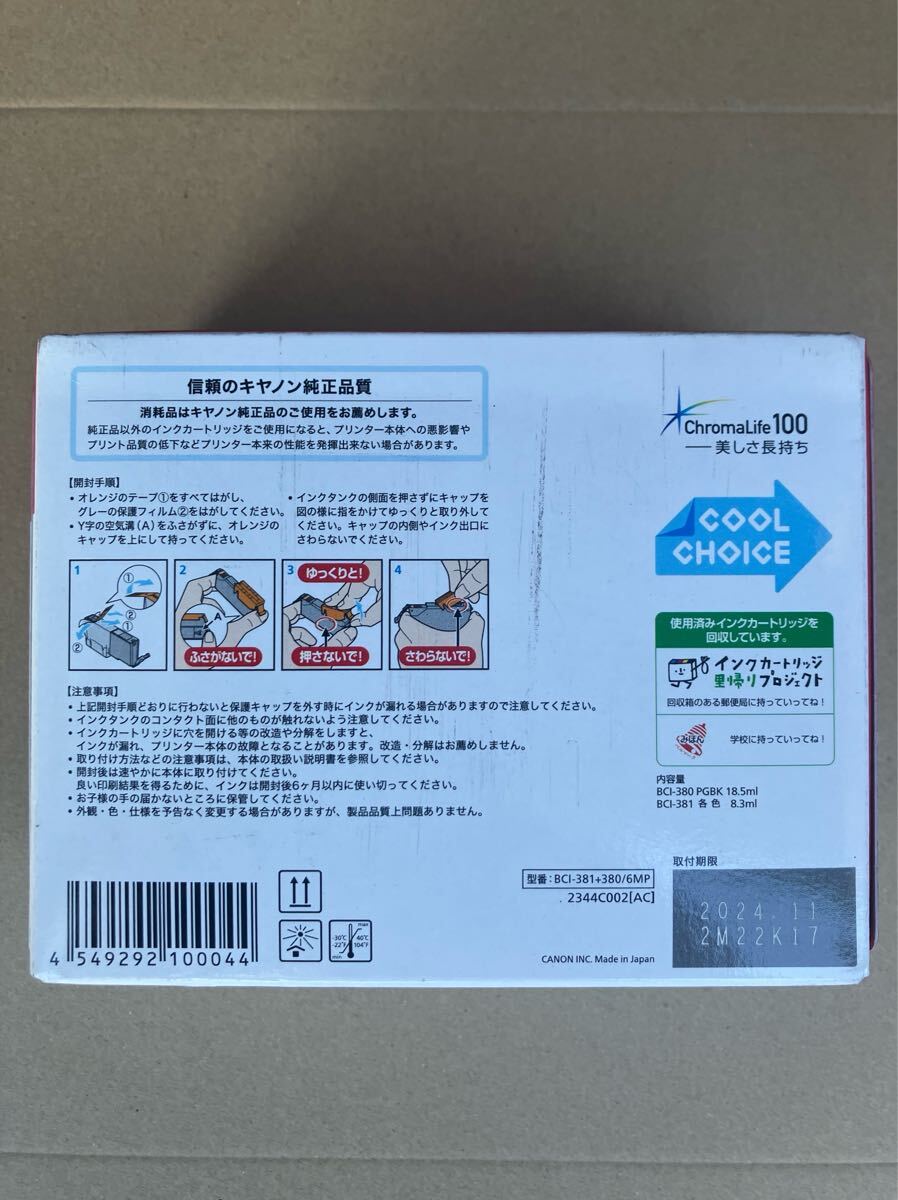 信頼のキヤノン純正品質
消耗品はキヤノン純正品のご使用をお薦めします。
純正品以外のインクカートリッジをご使用になると、プリンター本体への悪影響や
プリント品質の低下などプリンター本来の性能を発揮出来ない場合があります。
ChromaLife100
美しさ長持ち
【開封手順】
・オレンジのテープ①をすべてはがし、
グレーの保護フィルム②をはがしてください。
・Y字の空気溝(A)をふさがずに、オレンジの
キャップを上にして持ってください。
・インクタンクの側面を押さずにキャップを
図の様に指をかけてゆっくりと取り外して
ください。キャップの内側やインク出口に
さわらないでください。
COOL
CHOICE
1
①
②
①
②
2
A
ふさがないで!
3
ゆっくりと!
押さないで!
4
さわらないで!
使用済みインクカートリッジを
回収しています。
インクカートリッジ
里帰りプロジェクト
回収箱のある郵便局に持っていってね!
みほん
学校に持っていってね!
【注意事項】
・上記開封手順どおりに行わないと保護キャップを外す時にインクが漏れる場合がありますので注意してください。
・インクタンクのコンタクト面に他のものが触れないよう注意してください。
・インクカートリッジに穴を開ける等の改造や分解をしますと、
インクが漏れ、プリンター本体の故障となることがあります。改造・分解はお薦めしません。
・取り付け方法などの注意事項は、本体の取扱い説明書を参照してください。
・開封後は速やかに本体に取り付けてください。
良い印刷結果を得るために、インクは開封後6ヶ月以内に使い切ってください。
・お子様の手の届かないところに保管してください。
・外観・色・仕様を予告なく変更する場合がありますが、製品品質上問題ありません。
内容量
BCI-380 PGBK 18.5ml
BCI-381 各色 8.3ml
取付期限
2024.11
2M22K17
型番:BCI-381+380/6MP
2344C002[AC]
CANON INC. Made in Japan
4 549292 100044
-30℃
-22°F
min
max
40℃
104°F